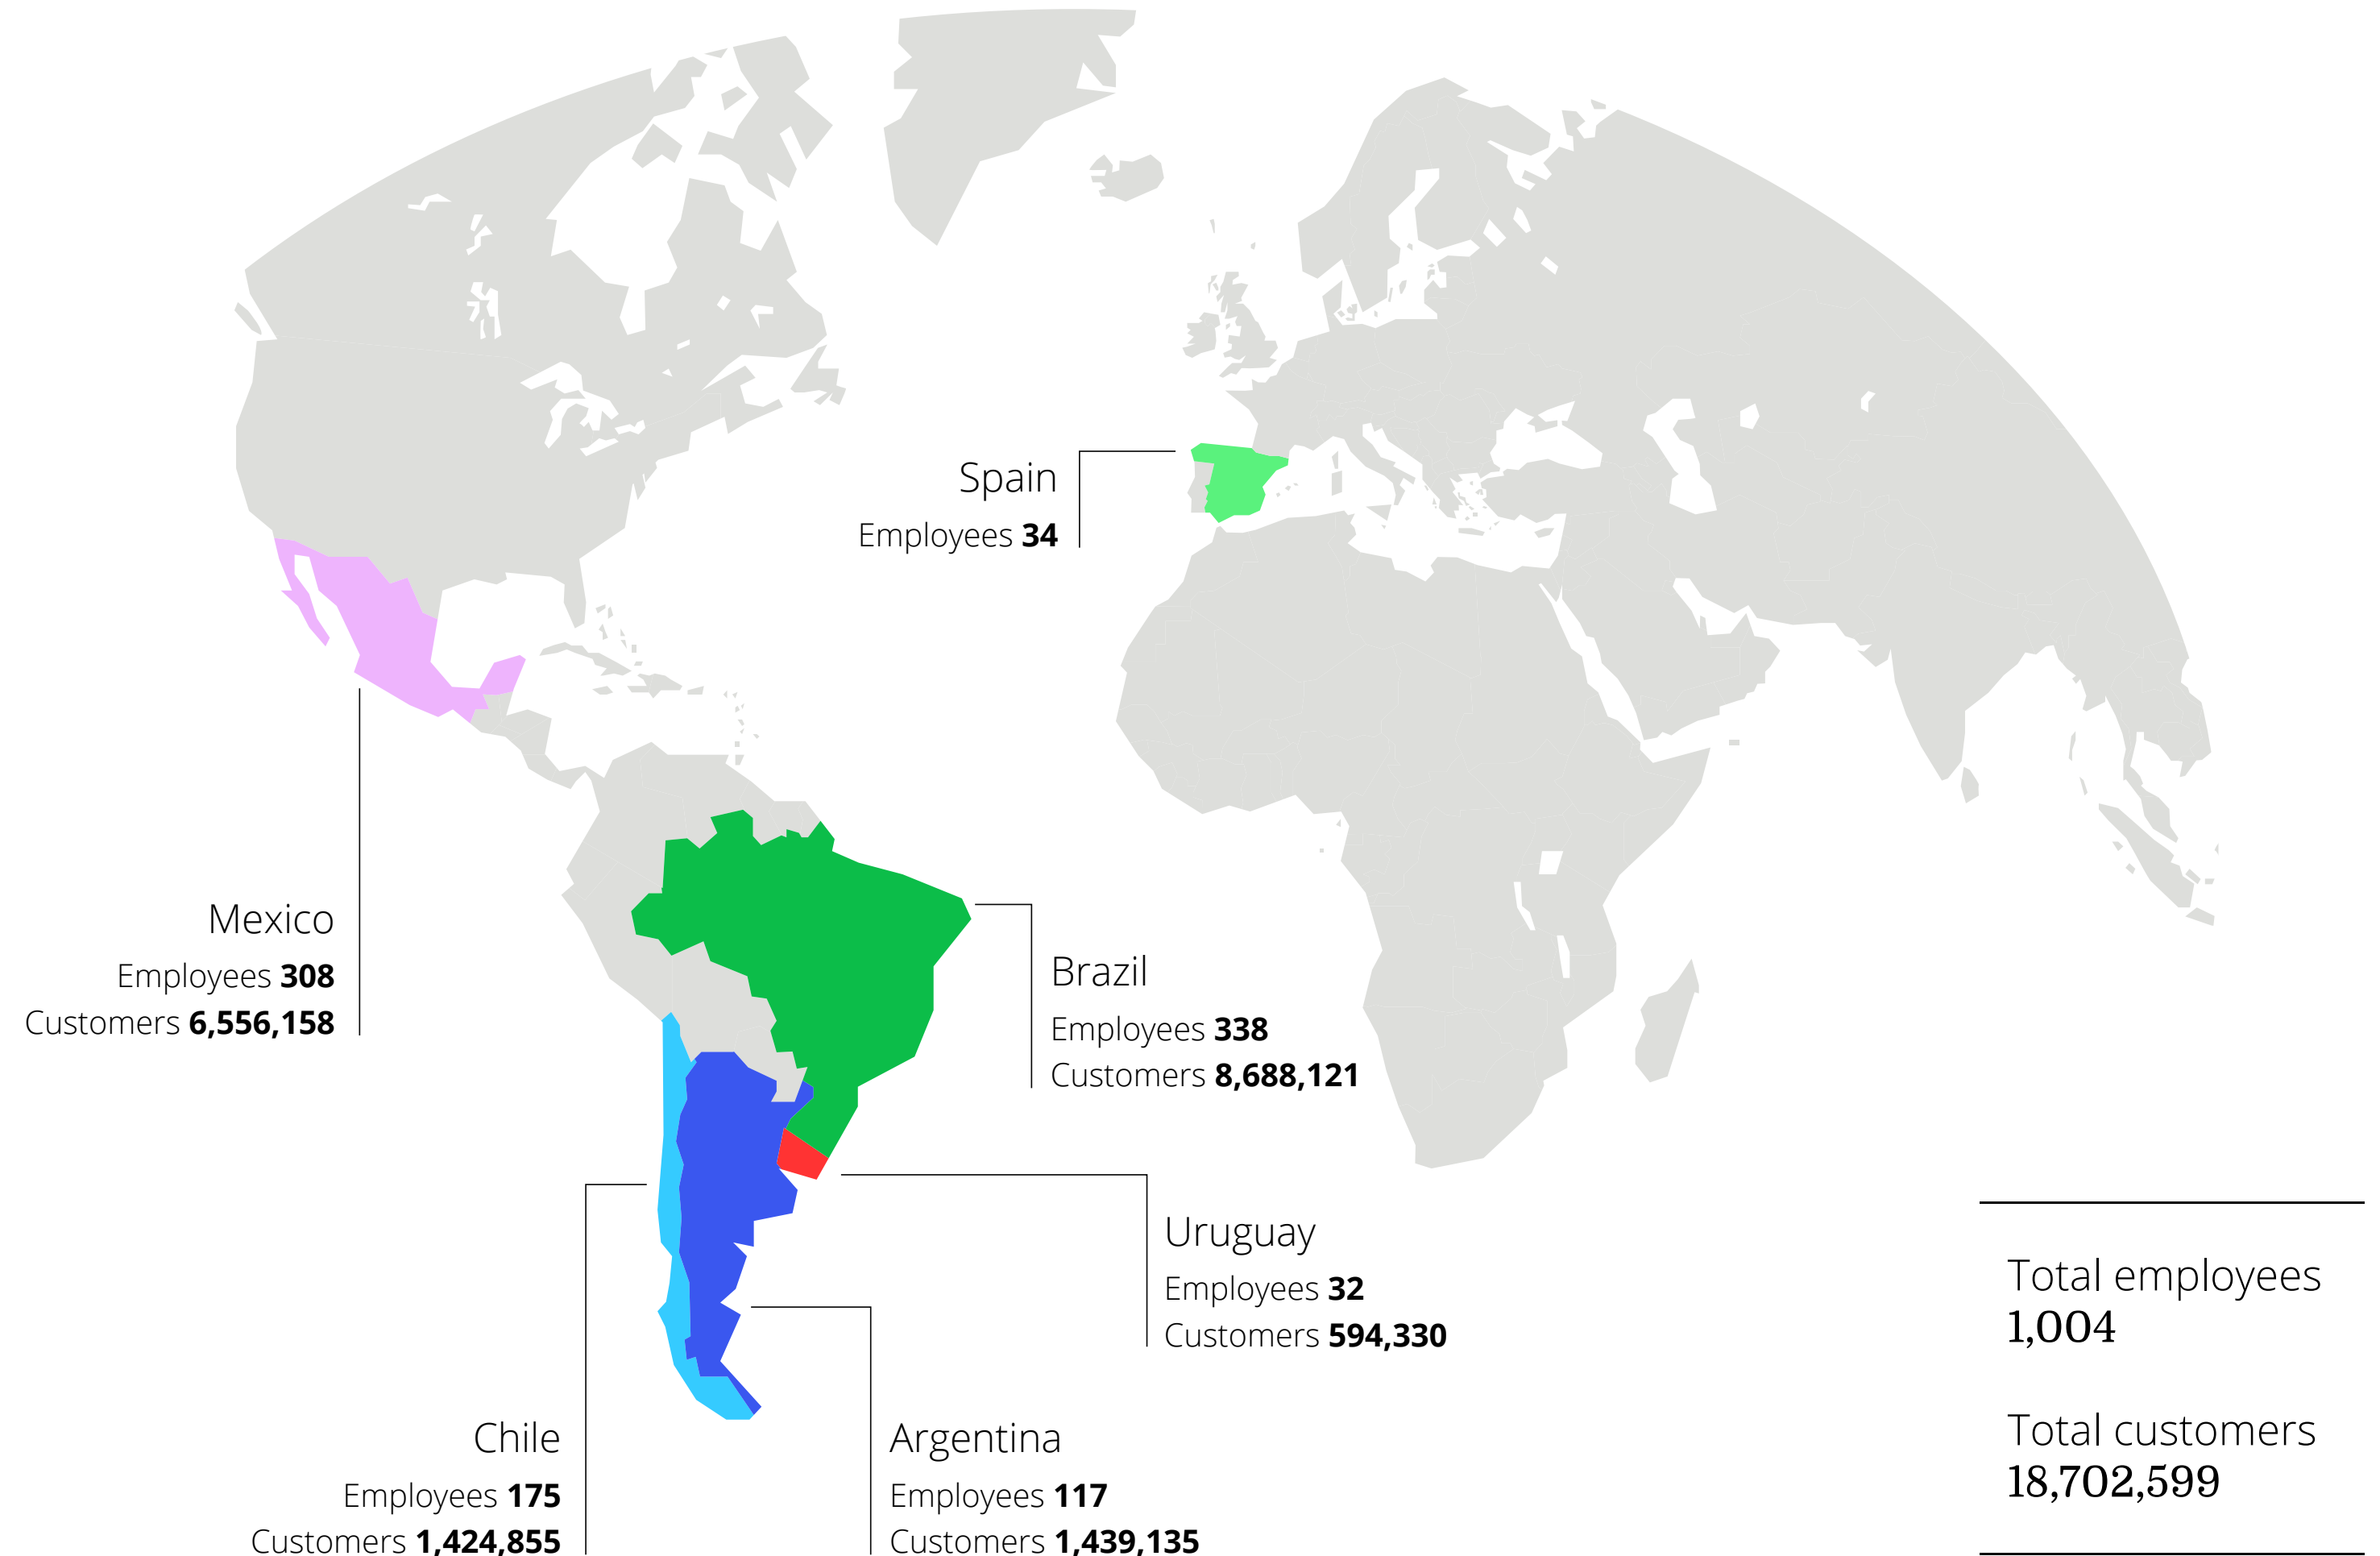 Spain
Employees 34
Mexico
Employees 308
Customers 6,556,158
Brazil
Employees 338
Customers 8,688,121
Uruguay
Employees 32
Customers 594,330
Chile
Employees 175
Customers 1,424,855
Argentina
Employees 117
Customers 1,439,135
Total employees
1,004
Total customers
18,702,599